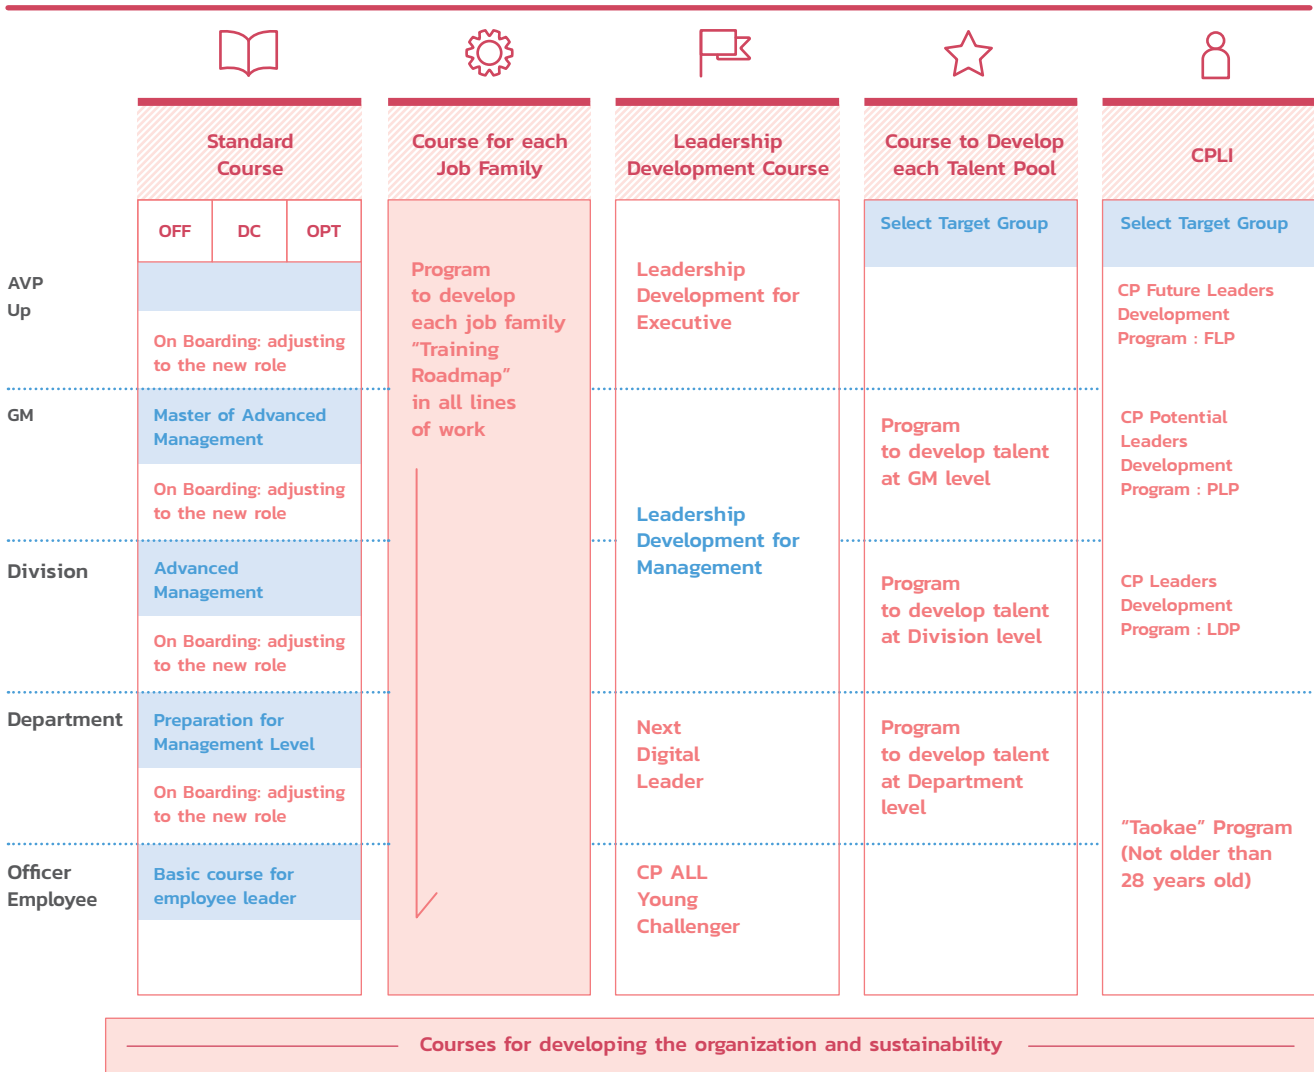 Standard
Course
Course for each
Job Family
Leadership
Development Course
Course to Develop
each Talent Pool
CPLI
OFF
DC
OPT
Select Target Group
Select Target Group
AVP
Up
On Boarding: adjusting
to the new role
Program
to develop
each job family
“Training
Roadmap”
in all lines
of work
Leadership
Development for
Executive
CP Future Leaders
Development
Program : FLP
GM
Master of Advanced
Management
On Boarding: adjusting
to the new role
Leadership
Development for
Management
Program
to develop talent
at GM level
CP Potential
Leaders
Development
Program : PLP
Division
Advanced
Management
On Boarding: adjusting
to the new role
Program
to develop talent
at Division level
CP Leaders
Development
Program : LDP
Department
Preparation for
Management Level
On Boarding: adjusting
to the new role
Next
Digital
Leader
Program
to develop talent
at Department
level
“Taokae” Program
(Not older than
28 years old)
Officer
Employee
Basic course for
employee leader
CP ALL
Young
Challenger
Courses for developing the organization and sustainability